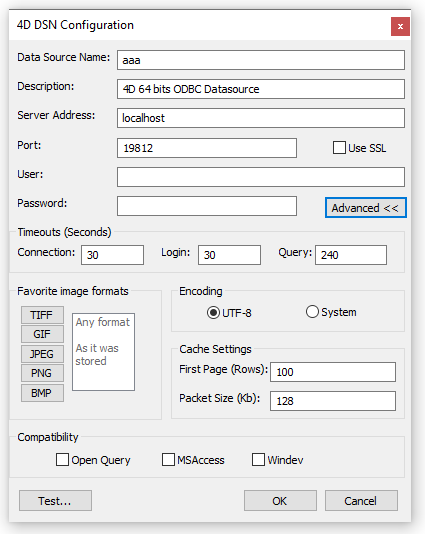 4D DSN Configuration
x
Data Source Name: aaa
Description: 4D 64 bits ODBC Datasource
Server Address: localhost
Port: 19812 Use SSL
User:
Password: Advanced <<
Timeouts (Seconds)
Connection: 30 Login: 30 Query: 240
Favorite image formats
TIFF
GIF
JPEG
PNG
BMP
Any format
As it was
stored
Encoding
UTF-8 System
Cache Settings
First Page (Rows): 100
Packet Size (Kb): 128
Compatibility
Open Query MSAccess Windev
Test... OK Cancel